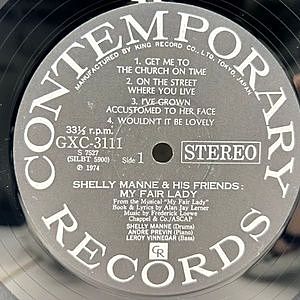 CONTEMPORARY
MANUFACTURED BY KING RECORD CO., LTD. TOKYO, JAPAN
1. GET ME TO
THE CHURCH ON TIME
2. ON THE STREET
WHERE YOU LIVE
3. I'VE GROWN
ACCUSTOMED TO HER FACE
4. WOULDN'T IT BE LOVELY
33⅓ r.p.m.
GXC-3111
S 7527
(SILBT 5900)
Side 1
STEREO
Ⓟ 1974
SHELLY MANNE & HIS FRIENDS:
MY FAIR LADY
From the Musical "My Fair Lady"
Book & Lyrics by Alan Jay Lerner
Music by Frederick Loewe
Chappel & Co./ASCAP
SHELLY MANNE (Drums)
ANDRE PREVIN (Piano)
LEROY VINNEGAR (Bass)
CR
RECORDS